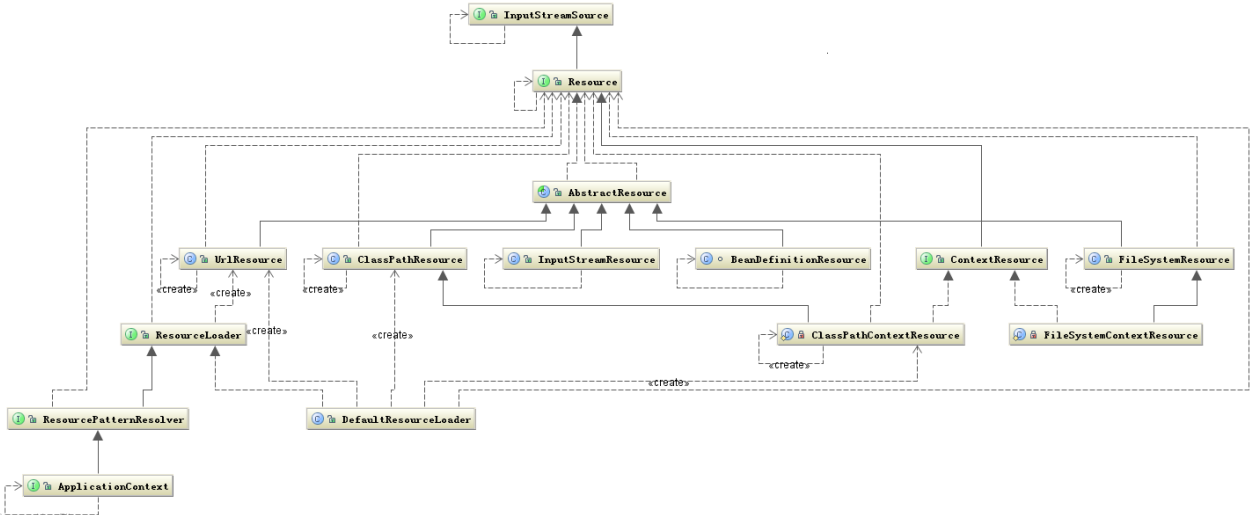 InputStreamSource
Resource
AbstractResource
UrlResource
ClassPathResource
InputStreamResource
BeanDefinitionResource
ContextResource
FileSystemResource
«create»
«create»
«create»
«create»
ResourceLoader
«create»
«create»
ClassPathContextResource
FileSystemContextResource
«create»
«create»
ResourcePatternResolver
DefaultResourceLoader
ApplicationContext